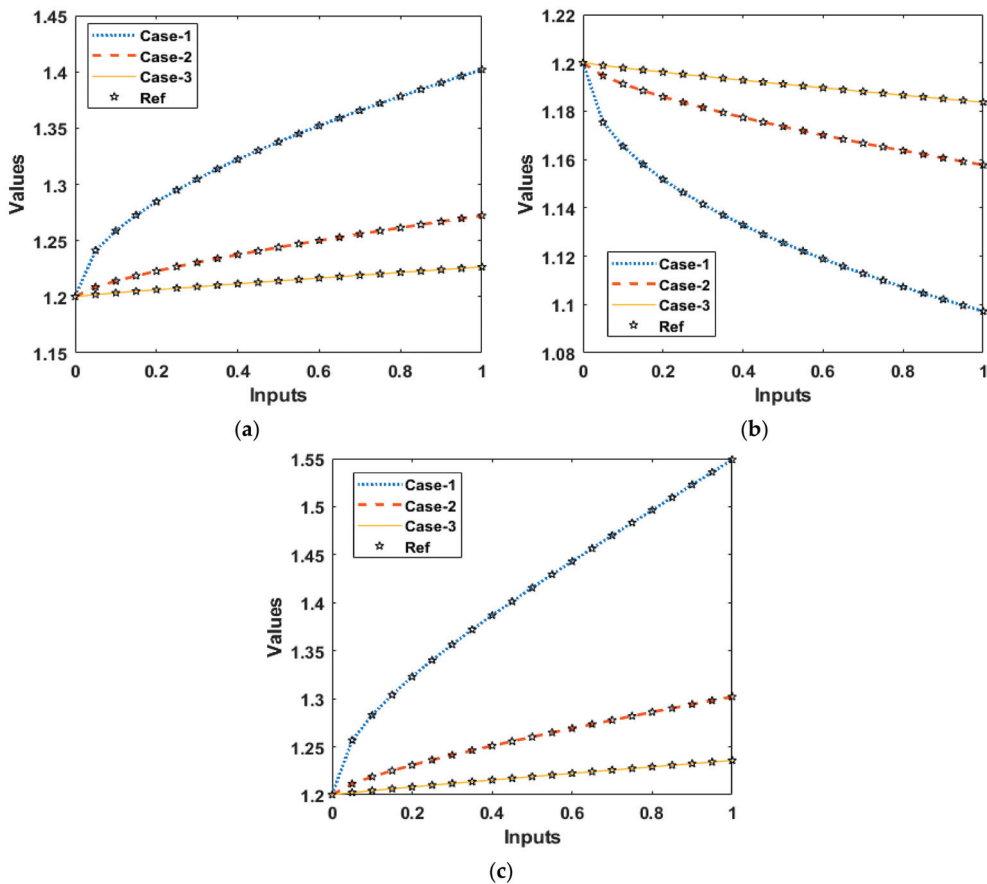 1.45
1.4
1.35
1.3
1.25
1.2
1.15
Values
Case-1
Case-2
Case-3
Ref
0 0.2 0.4 0.6 0.8 1
Inputs
(a)
1.22
1.2
1.18
1.16
1.14
1.12
1.1
1.08
Values
Case-1
Case-2
Case-3
Ref
0 0.2 0.4 0.6 0.8 1
Inputs
(b)
1.55
1.5
1.45
1.4
1.35
1.3
1.25
1.2
Values
Case-1
Case-2
Case-3
Ref
0 0.2 0.4 0.6 0.8 1
Inputs
(c)